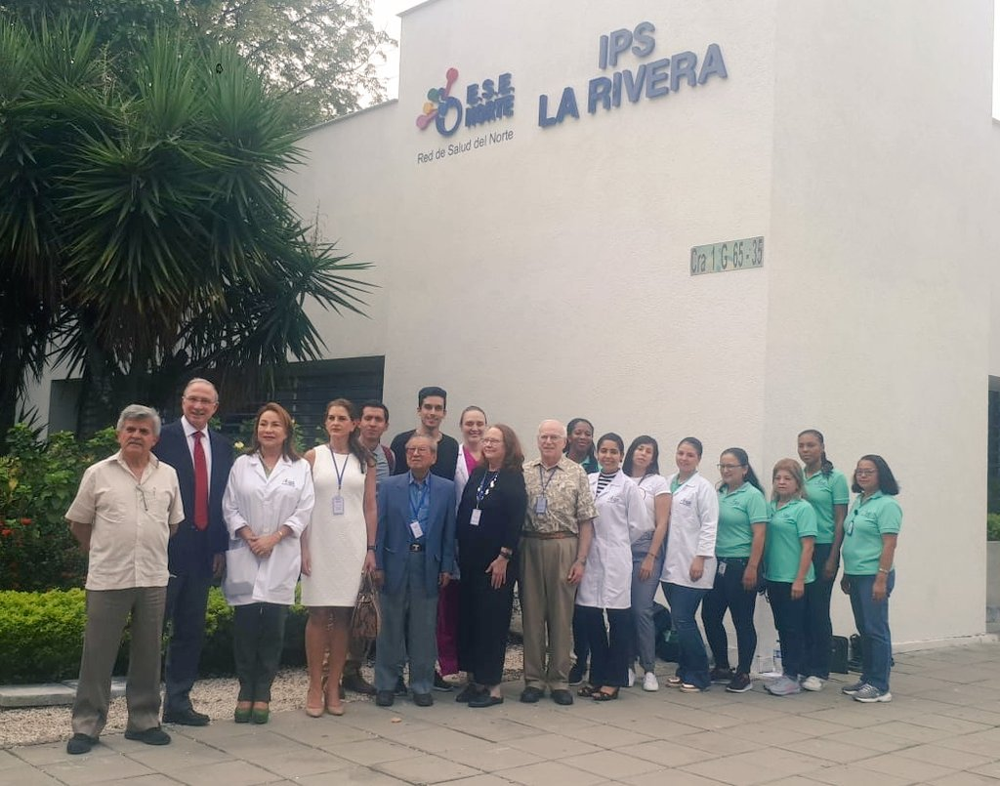 E.S.E.
NORTE
Red de Salud del Norte
IPS
LA RIVERA
Cra 1 G 65-35